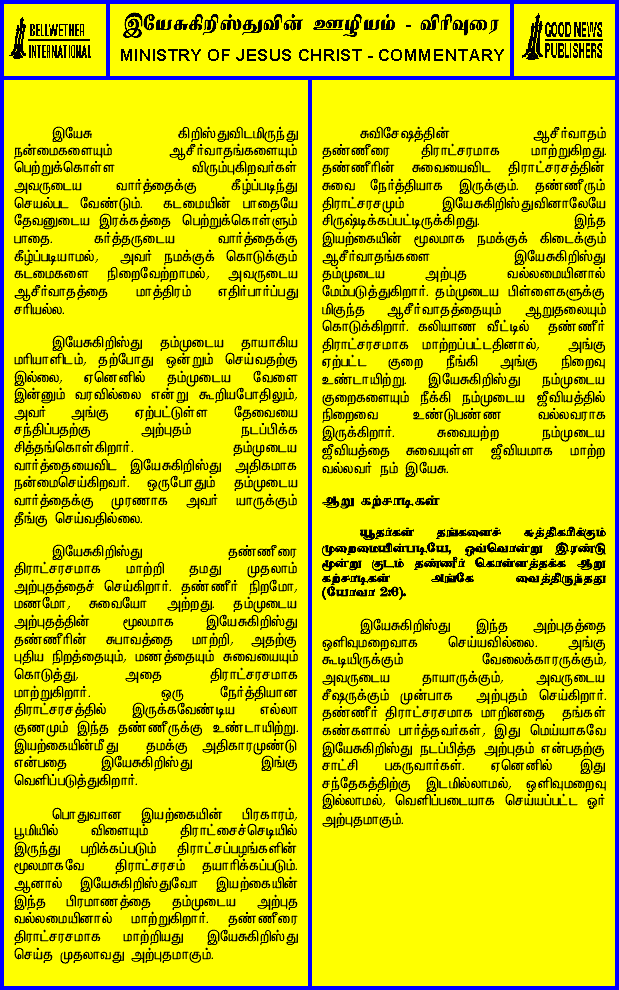 BELLWETHER
INTERNATIONAL
இயேசுகிறிஸ்துவின் ஊழியம் - விரிவுரை
MINISTRY OF JESUS CHRIST - COMMENTARY
GOOD NEWS
PUBLISHERS
இயேசு கிறிஸ்துவிடமிருந்து
நன்மைகளையும் ஆசீர்வாதங்களையும்
பெற்றுக்கொள்ள விரும்புகிறவர்கள்
அவருடைய வார்த்தைக்கு கீழ்ப்படிந்து
செயல்பட வேண்டும். கடமையின் பாதையே
தேவனுடைய இரக்கத்தை பெற்றுக்கொள்ளும்
பாதை. கர்த்தருடைய வார்த்தைக்கு
கீழ்ப்படியாமல், அவர் நமக்குக் கொடுக்கும்
கடமைகளை நிறைவேற்றாமல், அவருடைய
ஆசீர்வாதத்தை மாத்திரம் எதிர்பார்ப்பது
சரியல்ல.
இயேசுகிறிஸ்து தம்முடைய தாயாகிய
மரியாளிடம், தற்போது ஒன்றும் செய்வதற்கு
இல்லை, ஏனெனில் தம்முடைய வேளை
இன்னும் வரவில்லை என்று கூறியபோதிலும்,
அவர் அங்கு ஏற்பட்டுள்ள தேவையை
சந்திப்பதற்கு அற்புதம் நடப்பிக்க
சித்தங்கொள்கிறார். தம்முடைய
வார்த்தையைவிட இயேசுகிறிஸ்து அதிகமாக
நன்மைசெய்கிறவர். ஒருபோதும் தம்முடைய
வார்த்தைக்கு முரணாக அவர் யாருக்கும்
தீங்கு செய்வதில்லை.
இயேசுகிறிஸ்து தண்ணீரை
திராட்சரசமாக மாற்றி தமது முதலாம்
அற்புதத்தைச் செய்கிறார். தண்ணீர் நிறமோ,
மணமோ, சுவையோ அற்றது. தம்முடைய
அற்புதத்தின் மூலமாக இயேசுகிறிஸ்து
தண்ணீரின் சுபாவத்தை மாற்றி, அதற்கு
புதிய நிறத்தையும், மணத்தையும் சுவையையும்
கொடுத்து, அதை திராட்சரசமாக
மாற்றுகிறார். ஒரு நேர்த்தியான
திராட்சரசத்தில் இருக்கவேண்டிய எல்லா
குணமும் இந்த தண்ணீருக்கு உண்டாயிற்று.
இயற்கையின்மீது தமக்கு அதிகாரமுண்டு
என்பதை இயேசுகிறிஸ்து இங்கு
வெளிப்படுத்துகிறார்.
பொதுவான இயற்கையின் பிரகாரம்,
பூமியில் விளையும் திராட்சைச்செடியில்
இருந்து பறிக்கப்படும் திராட்சப்பழங்களின்
மூலமாகவே திராட்சரசம் தயாரிக்கப்படும்.
ஆனால் இயேசுகிறிஸ்துவோ இயற்கையின்
இந்த பிரமாணத்தை தம்முடைய அற்புத
வல்லமையினால் மாற்றுகிறார். தண்ணீரை
திராட்சரசமாக மாற்றியது இயேசுகிறிஸ்து
செய்த முதலாவது அற்புதமாகும்.
சுவிசேஷத்தின் ஆசீர்வாதம்
தண்ணீரை திராட்சரமாக மாற்றுகிறது.
தண்ணீரின் சுவையைவிட திராட்சரசத்தின்
சுவை நேர்த்தியாக இருக்கும். தண்ணீரும்
திராட்சரசமும் இயேசுகிறிஸ்துவினாலேயே
சிருஷ்டிக்கப்பட்டிருக்கிறது. இந்த
இயற்கையின் மூலமாக நமக்குக் கிடைக்கும்
ஆசீர்வாதங்களை இயேசுகிறிஸ்து
தம்முடைய அற்புத வல்லமையினால்
மேம்படுத்துகிறார். தம்முடைய பிள்ளைகளுக்கு
மிகுந்த ஆசீர்வாதத்தையும் ஆறுதலையும்
கொடுக்கிறார். கலியாண வீட்டில் தண்ணீர்
திராட்சரசமாக மாற்றப்பட்டதினால், அங்கு
ஏற்பட்ட குறை நீங்கி அங்கு நிறைவு
உண்டாயிற்று. இயேசுகிறிஸ்து நம்முடைய
குறைகளையும் நீக்கி நம்முடைய ஜீவியத்தில்
நிறைவை உண்டுபண்ண வல்லவராக
இருக்கிறார். சுவையற்ற நம்முடைய
ஜீவியத்தை சுவையுள்ள ஜீவியமாக மாற்ற
வல்லவர் நம் இயேசு.
ஆறு கற்சாடிகள்
யூதர்கள் தங்களைச் சுத்திகரிக்கும்
முறைமையின்படியே, ஒவ்வொன்று இரண்டு
மூன்று குடம் தண்ணீர் கொள்ளத்தக்க ஆறு
கற்சாடிகள் அங்கே வைத்திருந்தது
(யோவா 2:6).
இயேசுகிறிஸ்து இந்த அற்புதத்தை
ஒளிவுமறைவாக செய்யவில்லை. அங்கு
கூடியிருக்கும் வேலைக்காரருக்கும்,
அவருடைய தாயாருக்கும், அவருடைய
சீஷருக்கும் முன்பாக அற்புதம் செய்கிறார்.
தண்ணீர் திராட்சரசமாக மாறினதை தங்கள்
கண்களால் பார்த்தவர்கள், இது மெய்யாகவே
இயேசுகிறிஸ்து நடப்பித்த அற்புதம் என்பதற்கு
சாட்சி பகருவார்கள். ஏனெனில் இது
சந்தேகத்திற்கு இடமில்லாமல், ஒளிவுமறைவு
இல்லாமல், வெளிப்படையாக செய்யப்பட்ட ஓர்
அற்புதமாகும்.